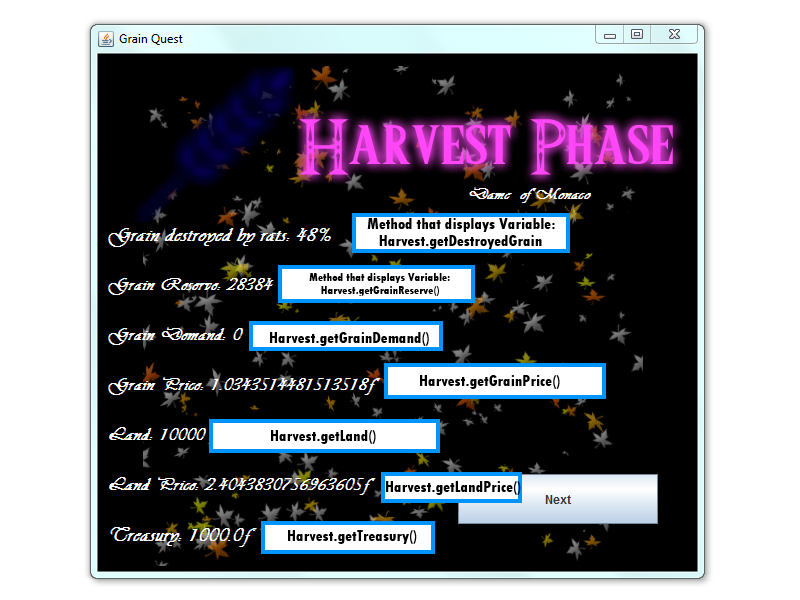 Grain Quest
Harvest Phase
Dame of Monaco
Grain destroyed by rats: 48%
Method that displays Variable:
Harvest.getDestroyedGrain
Grain Reserve: 28384
Method that displays Variable:
Harvest.getGrainReserve()
Grain Demand: 0
Harvest.getGrainDemand()
Grain Price: 1.0343514481513518f
Harvest.getGrainPrice()
Land: 10000
Harvest.getLand()
Land Price: 2.4043830756963605f
Harvest.getLandPrice()
Next
Treasury: 1000.0f
Harvest.getTreasury()